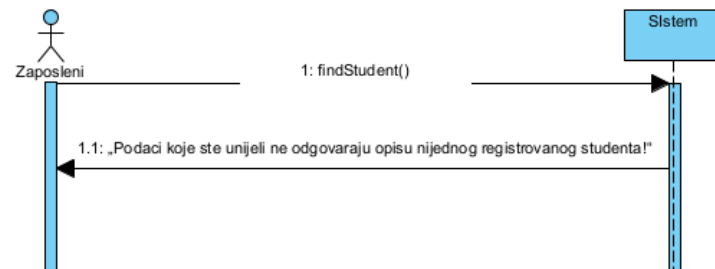 SIstem
Zaposleni
1: findStudent()
1.1: „Podaci koje ste unijeli ne odgovaraju opisu nijednog registrovanog studenta!“